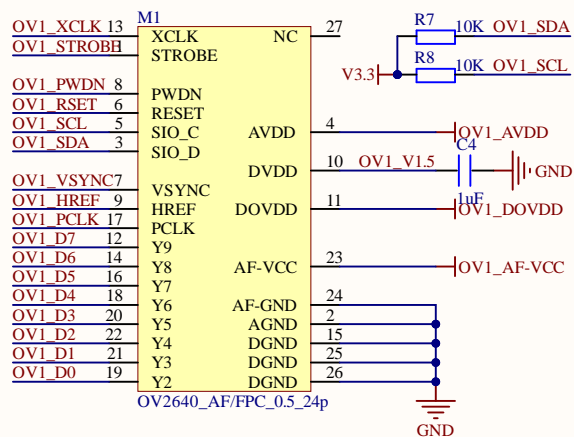 M1
OV1_XCLK 13 XCLK NC 27
OV1_STROBE 1 STROBE
R7 10K OV1_SDA
R8 10K OV1_SCL
V3.3
OV1_PWDN 8 PWDN
OV1_RSET 6 RESET
OV1_SCL 5 SIO_C AVDD 4 OV1_AVDD
OV1_SDA 3 SIO_D
C4
DVDD 10 OV1_V1.5 GND
1uF
OV1_VSYNC 7 VSYNC
OV1_HREF 9 HREF DOVDD 11 OV1_DOVDD
OV1_PCLK 17 PCLK
OV1_D7 12 Y9
OV1_D6 14 Y8 AF-VCC 23 OV1_AF-VCC
OV1_D5 16 Y7
OV1_D4 18 Y6 AF-GND 24
OV1_D3 20 Y5 AGND 2
OV1_D2 22 Y4 DGND 15
OV1_D1 21 Y3 DGND 25
OV1_D0 19 Y2 DGND 26
OV2640_AF/FPC_0.5_24p
GND